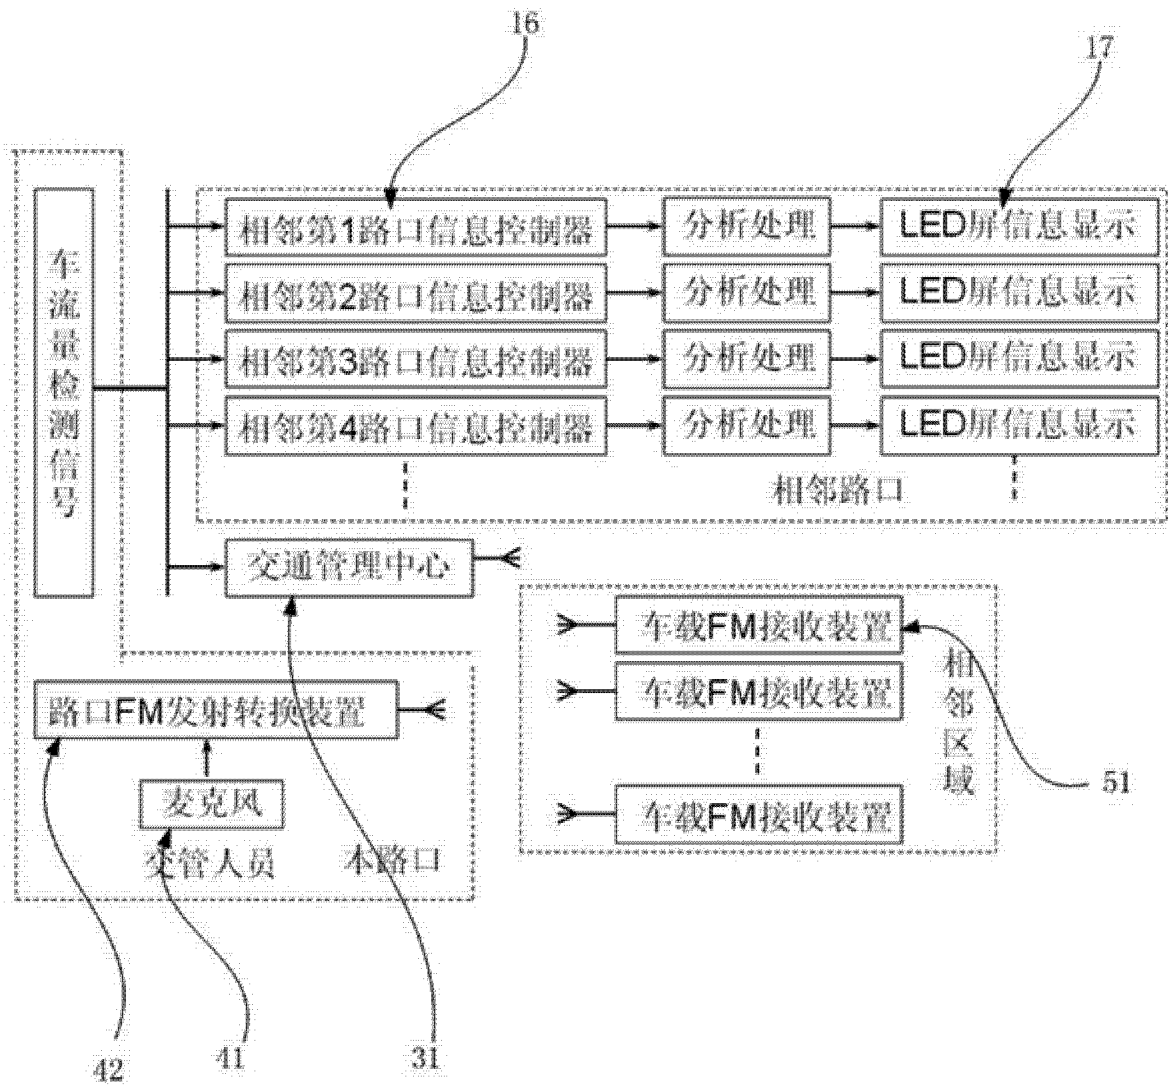 16
17
车流量检测信号
相邻第1路口信息控制器 分析处理 LED屏信息显示
相邻第2路口信息控制器 分析处理 LED屏信息显示
相邻第3路口信息控制器 分析处理 LED屏信息显示
相邻第4路口信息控制器 分析处理 LED屏信息显示
相邻路口
交通管理中心
车载FM接收装置
车载FM接收装置
车载FM接收装置
相邻区域
51
路口FM发射转换装置
麦克风
交管人员 本路口
42
41
31